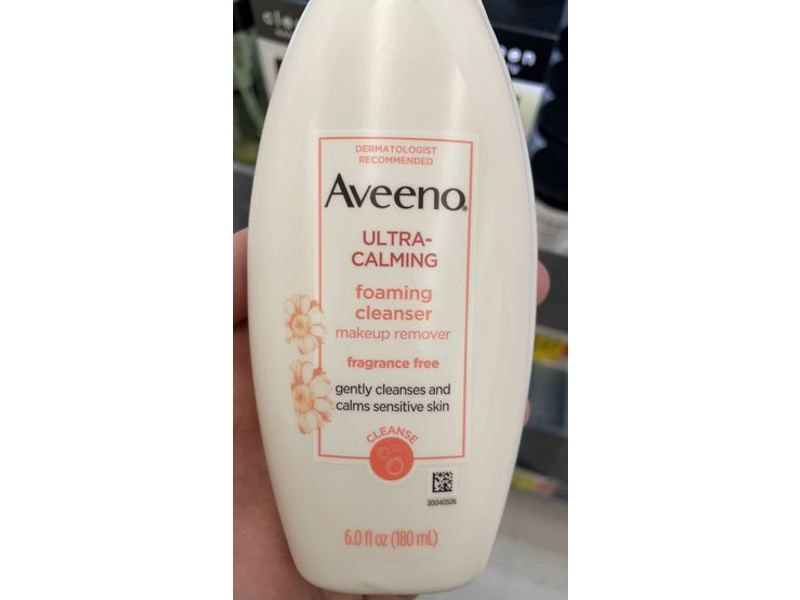 DERMATOLOGIST
RECOMMENDED
Aveeno®
ULTRA-
CALMING
foaming
cleanser
makeup remover
fragrance free
gently cleanses and
calms sensitive skin
CLEANSE
30040526
6.0 fl oz (180 mL)